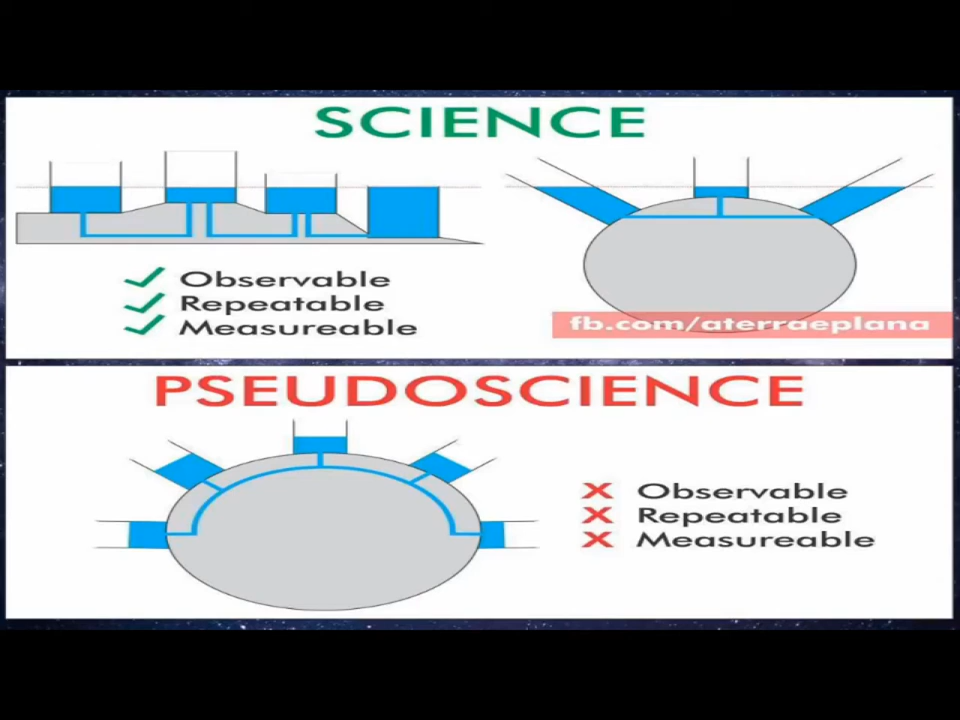 SCIENCE
Observable
Repeatable
Measureable
fb.com/aterraeplana
PSEUDOSCIENCE
Observable
Repeatable
Measureable